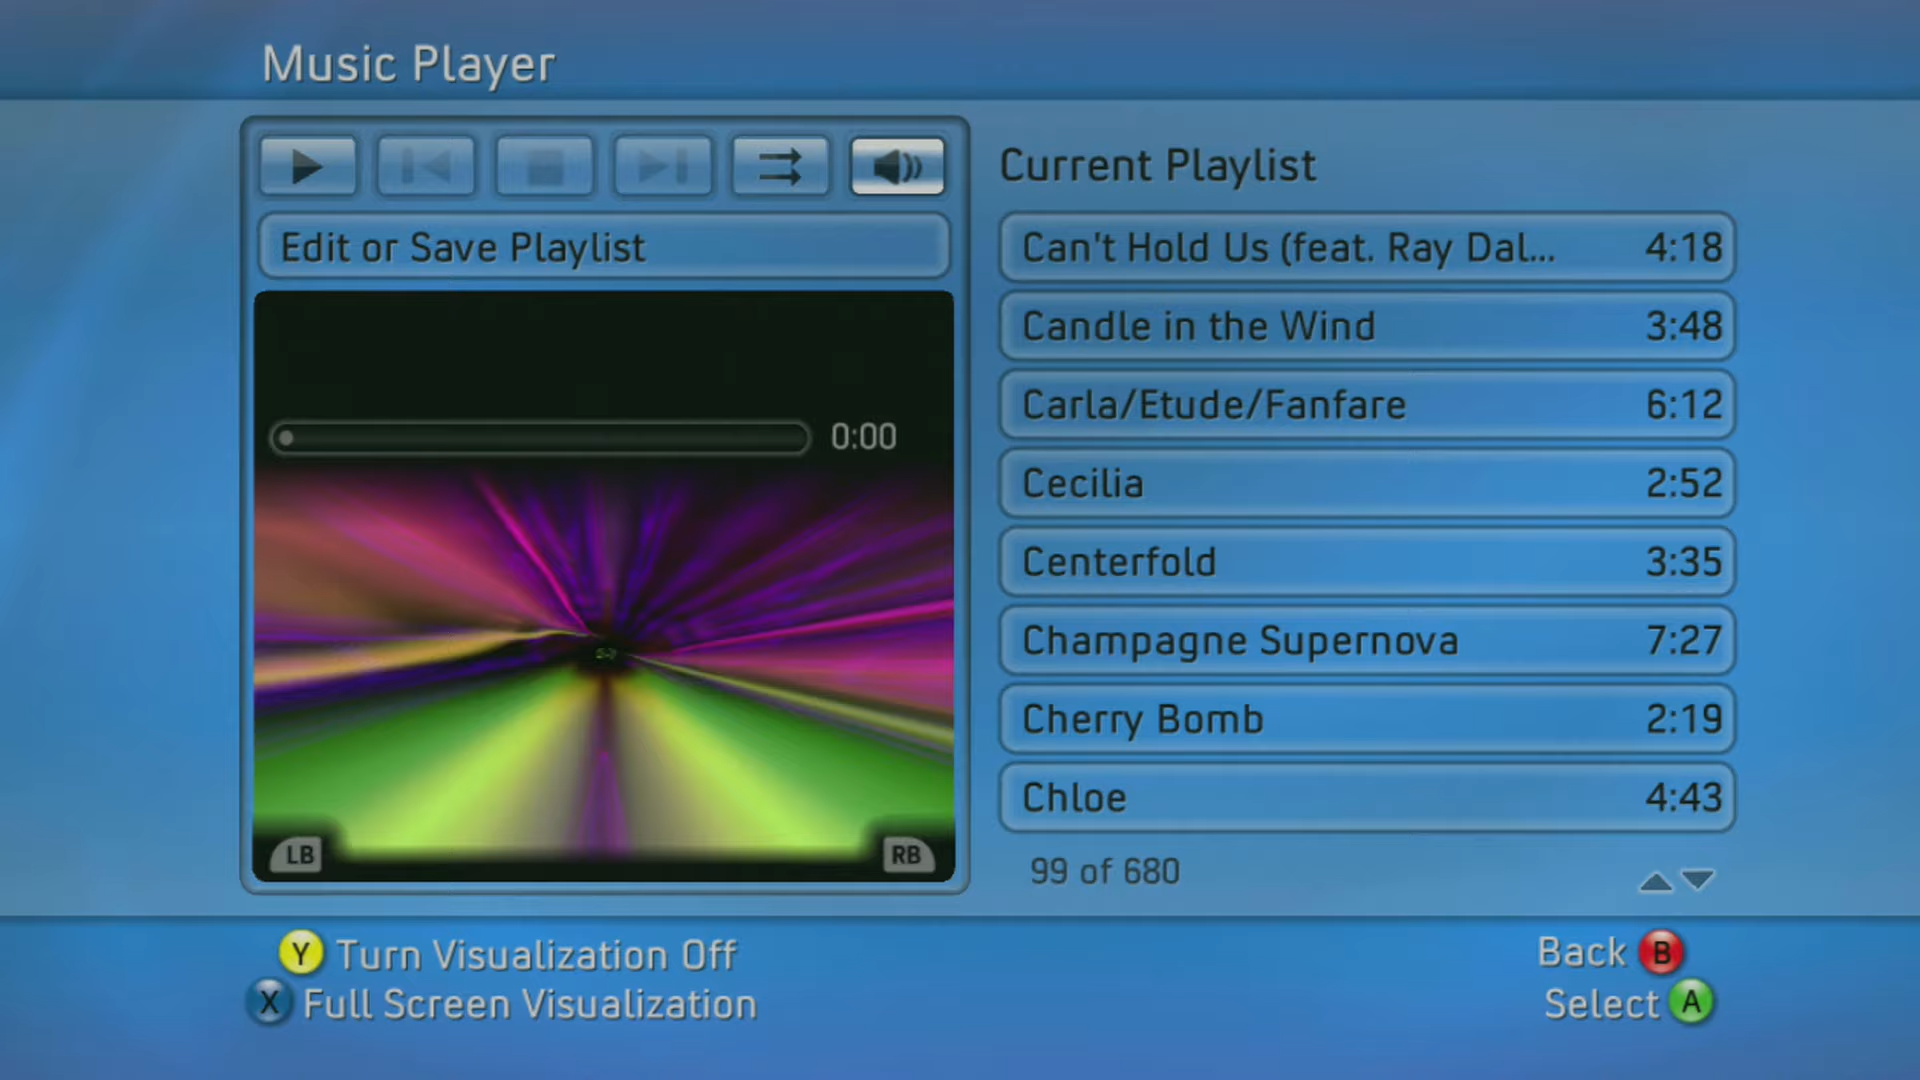 Music Player
Edit or Save Playlist
0:00
LB
RB
Current Playlist
Can't Hold Us (feat. Ray Dal... 4:18
Candle in the Wind 3:48
Carla/Etude/Fanfare 6:12
Cecilia 2:52
Centerfold 3:35
Champagne Supernova 7:27
Cherry Bomb 2:19
Chloe 4:43
99 of 680
Y Turn Visualization Off
X Full Screen Visualization
Back B
Select A